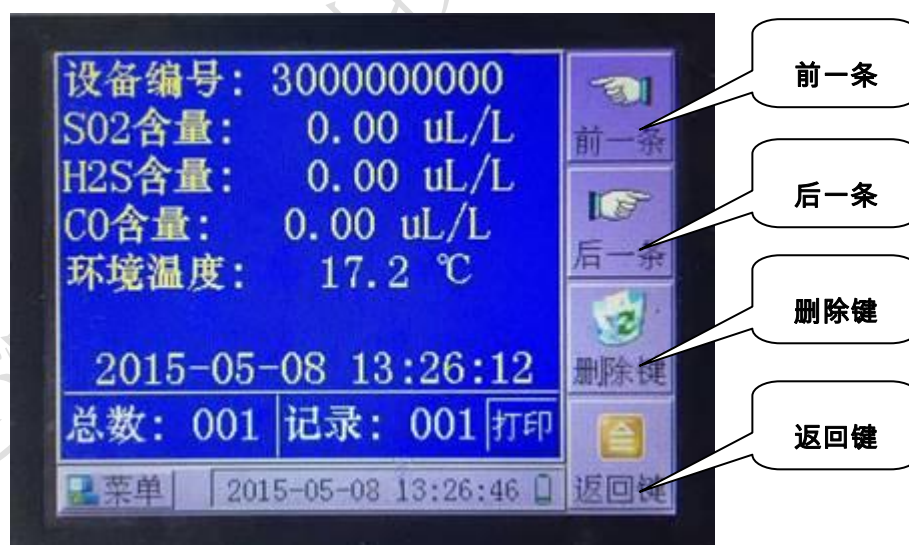 设备编号: 3000000000
SO2含量: 0.00 uL/L
H2S含量: 0.00 uL/L
CO含量: 0.00 uL/L
环境温度: 17.2 ℃
2015-05-08 13:26:12
总数: 001 记录: 001 打印
菜单 2015-05-08 13:26:46
前一条
后一条
删除键
返回键
前一条
后一条
删除键
返回键